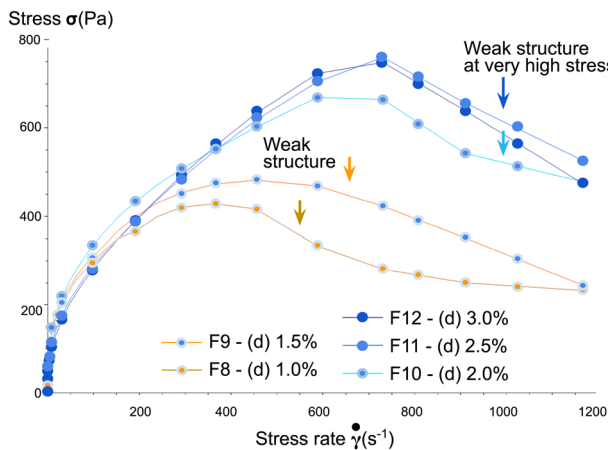 Stress σ(Pa)
800
600
400
200
0
Weak structure
at very high stress
Weak
structure
F12 - (d) 3.0%
F9 - (d) 1.5%
F11 - (d) 2.5%
F8 - (d) 1.0%
F10 - (d) 2.0%
200 400 600 800 1000 1200
Stress rate γ̇(s⁻¹)